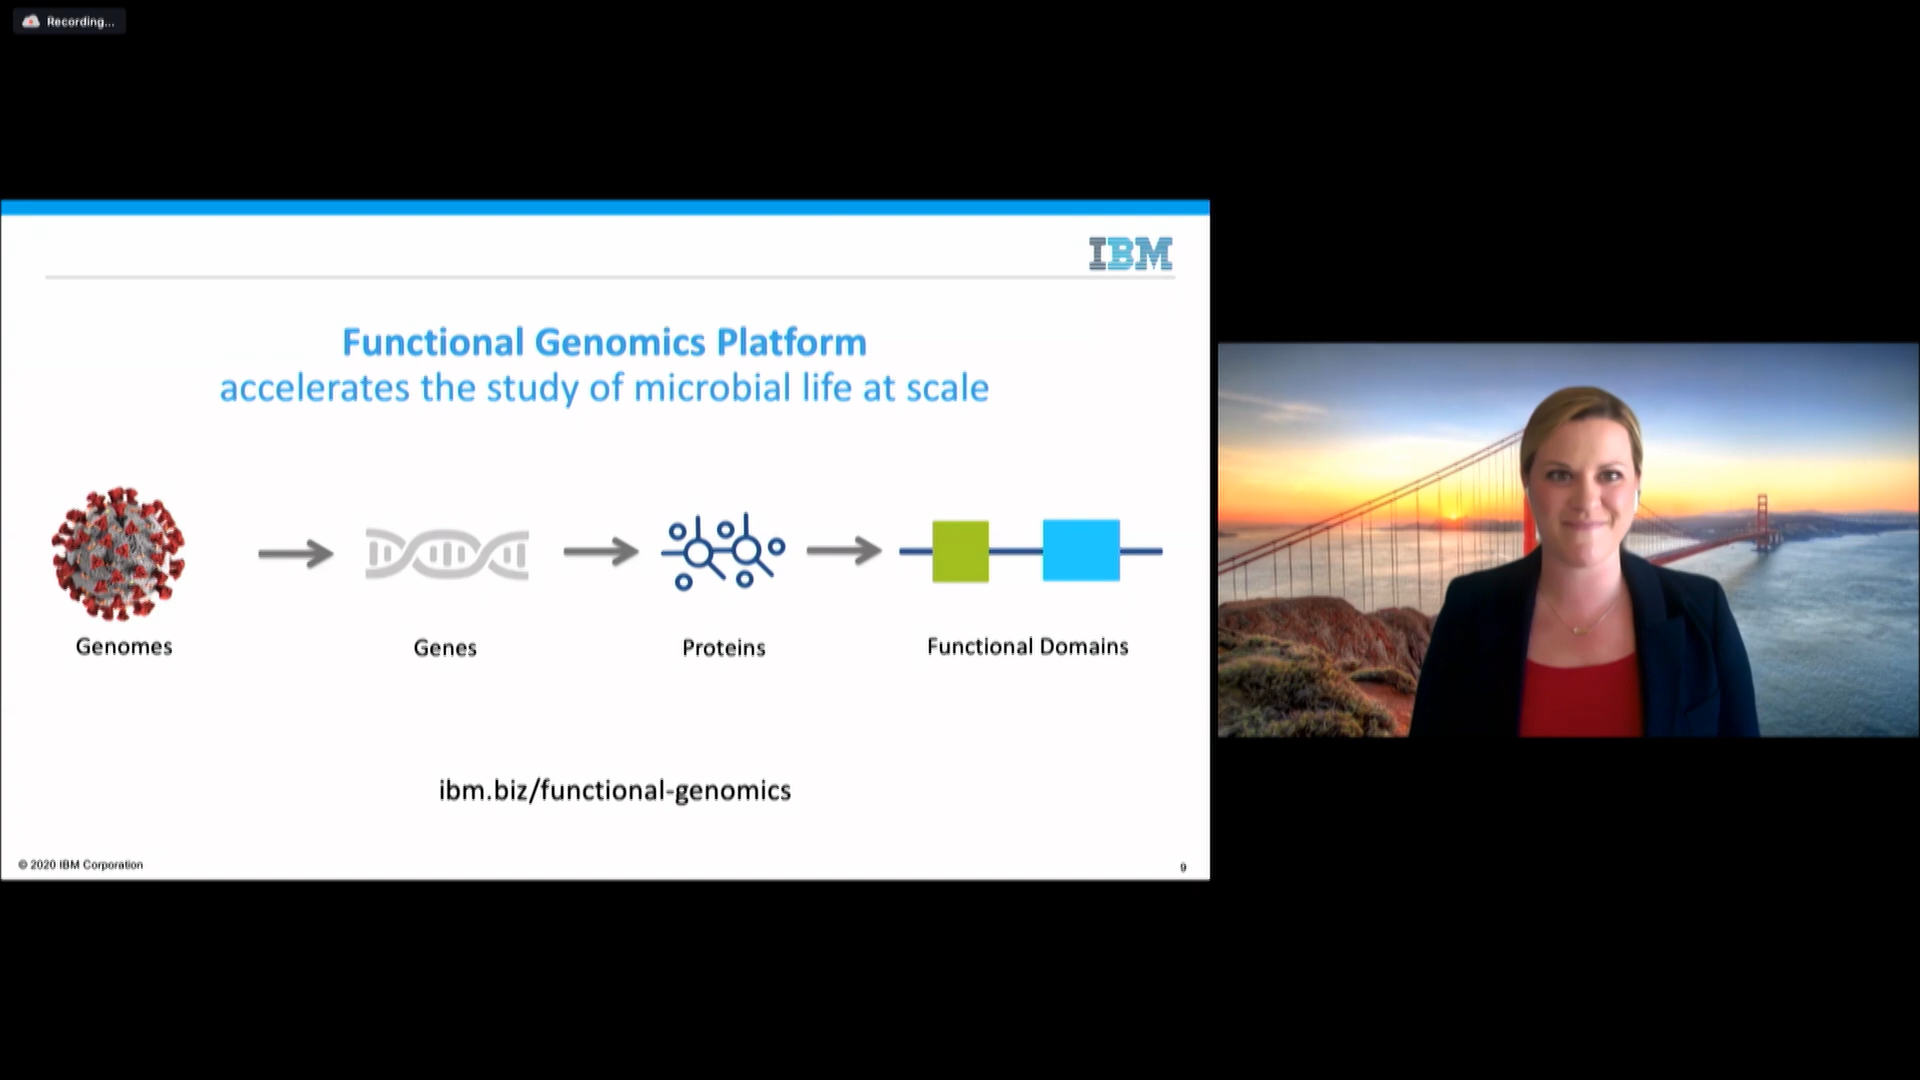 Recording...
IBM
Functional Genomics Platform
accelerates the study of microbial life at scale
Genomes
Genes
Proteins
Functional Domains
ibm.biz/functional-genomics
© 2020 IBM Corporation
9